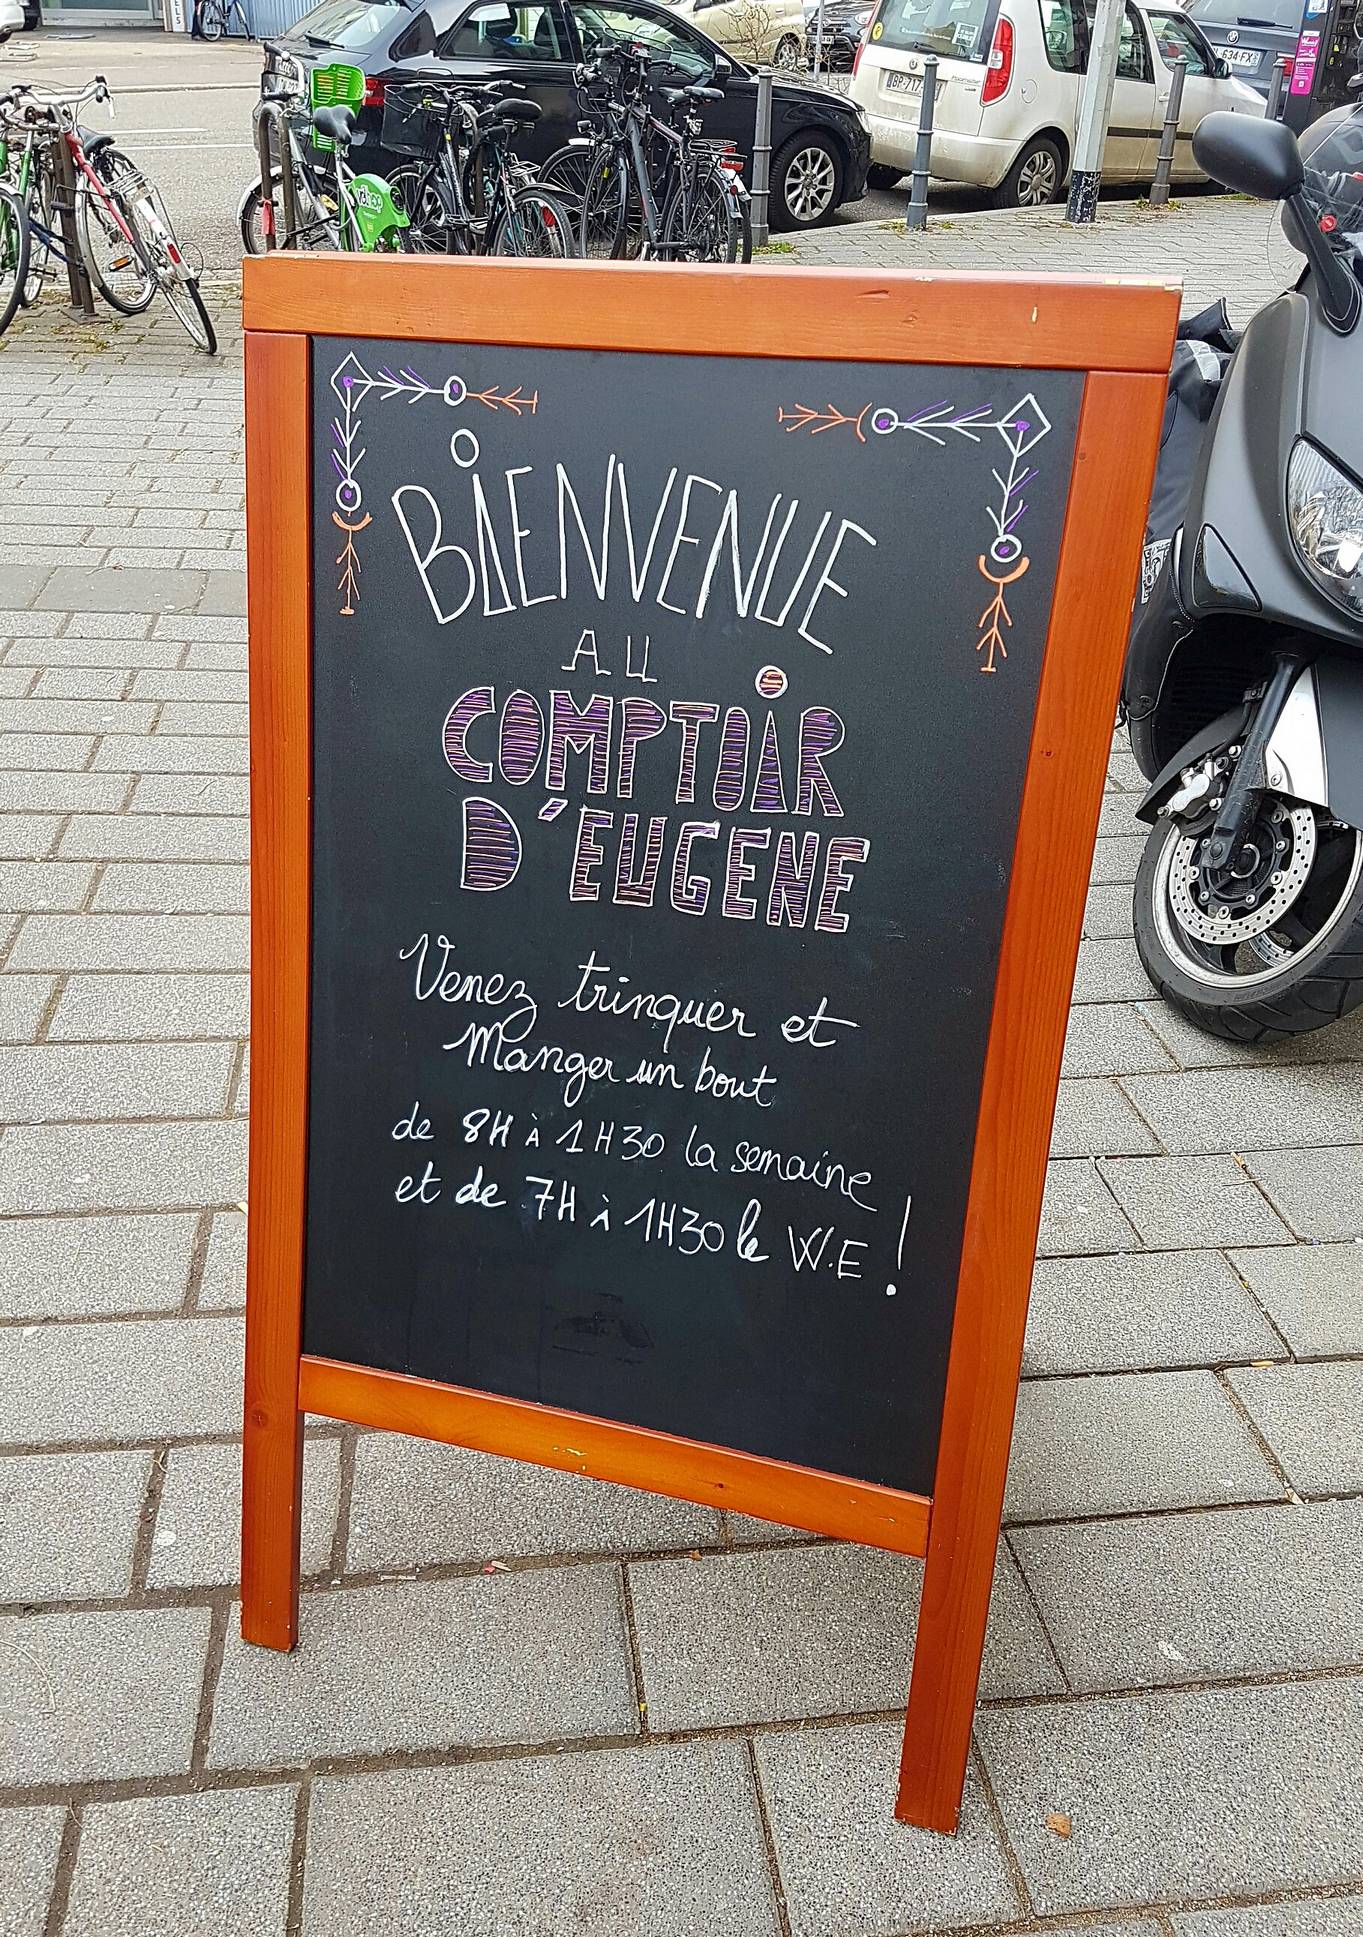 BIENVENUE
AU
COMPTOIR
D'EUGENE
Venez trinquer et
Manger un bout
de 8H à 1H30 la semaine
et de 7H à 1H30 le W.E !